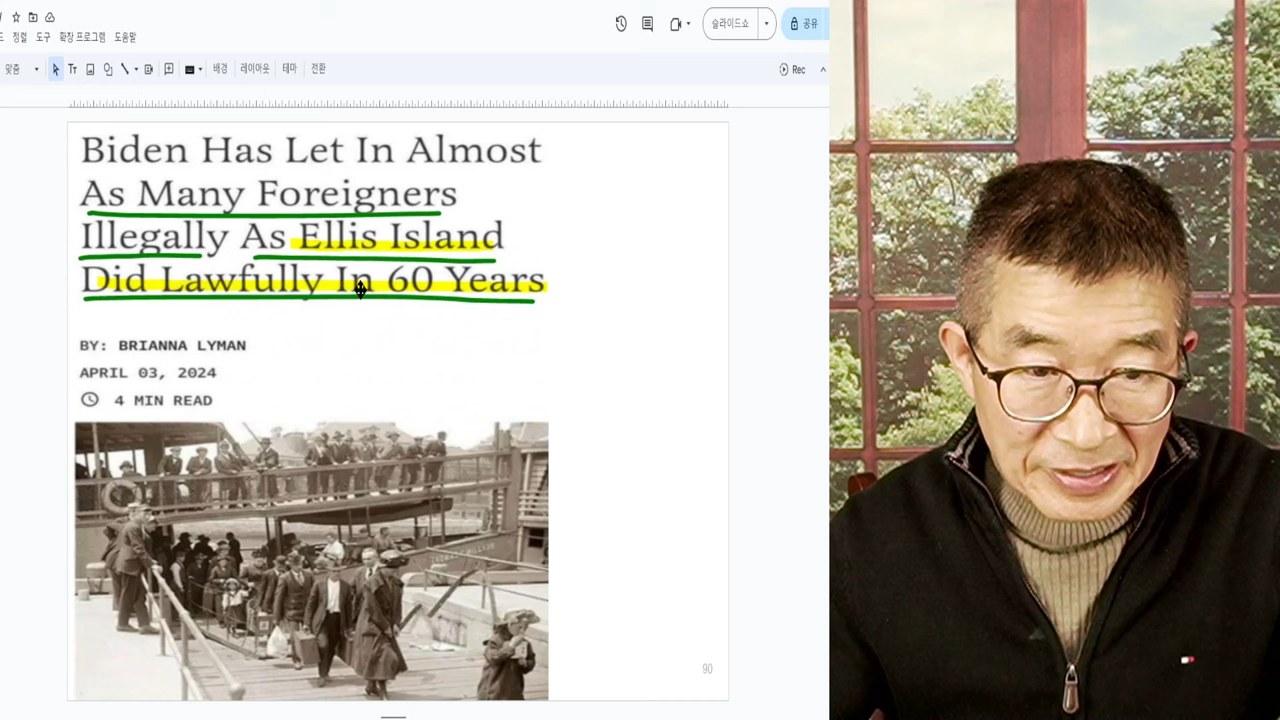 정렬 도구 확장 프로그램 도움말
슬라이드쇼
공유
맞춤
배경 레이아웃 테마 전환
Rec
Biden Has Let In Almost
As Many Foreigners
Illegally As Ellis Island
Did Lawfully In 60 Years
BY: BRIANNA LYMAN
APRIL 03, 2024
4 MIN READ
90